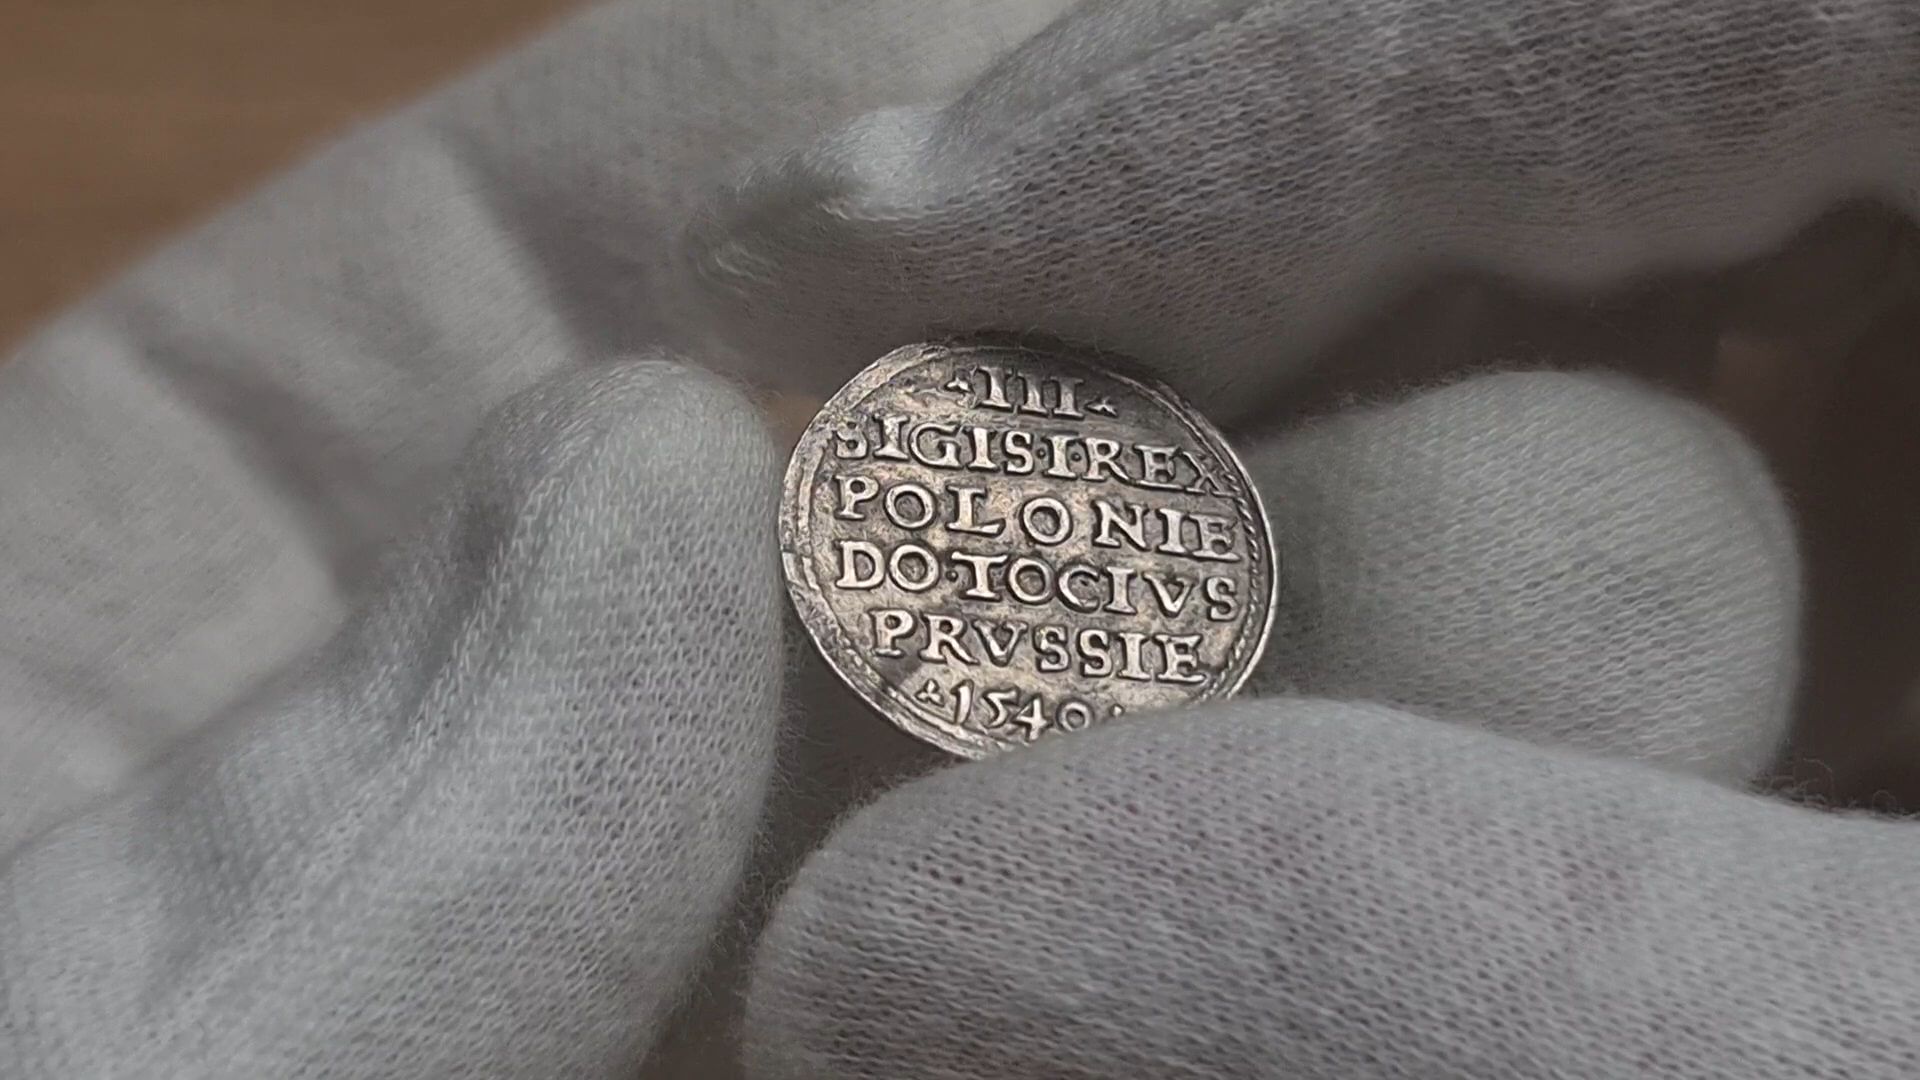 III
SIGIS·I·REX
POLONIE
DO·TOCIVS
PRVSSIE
1540